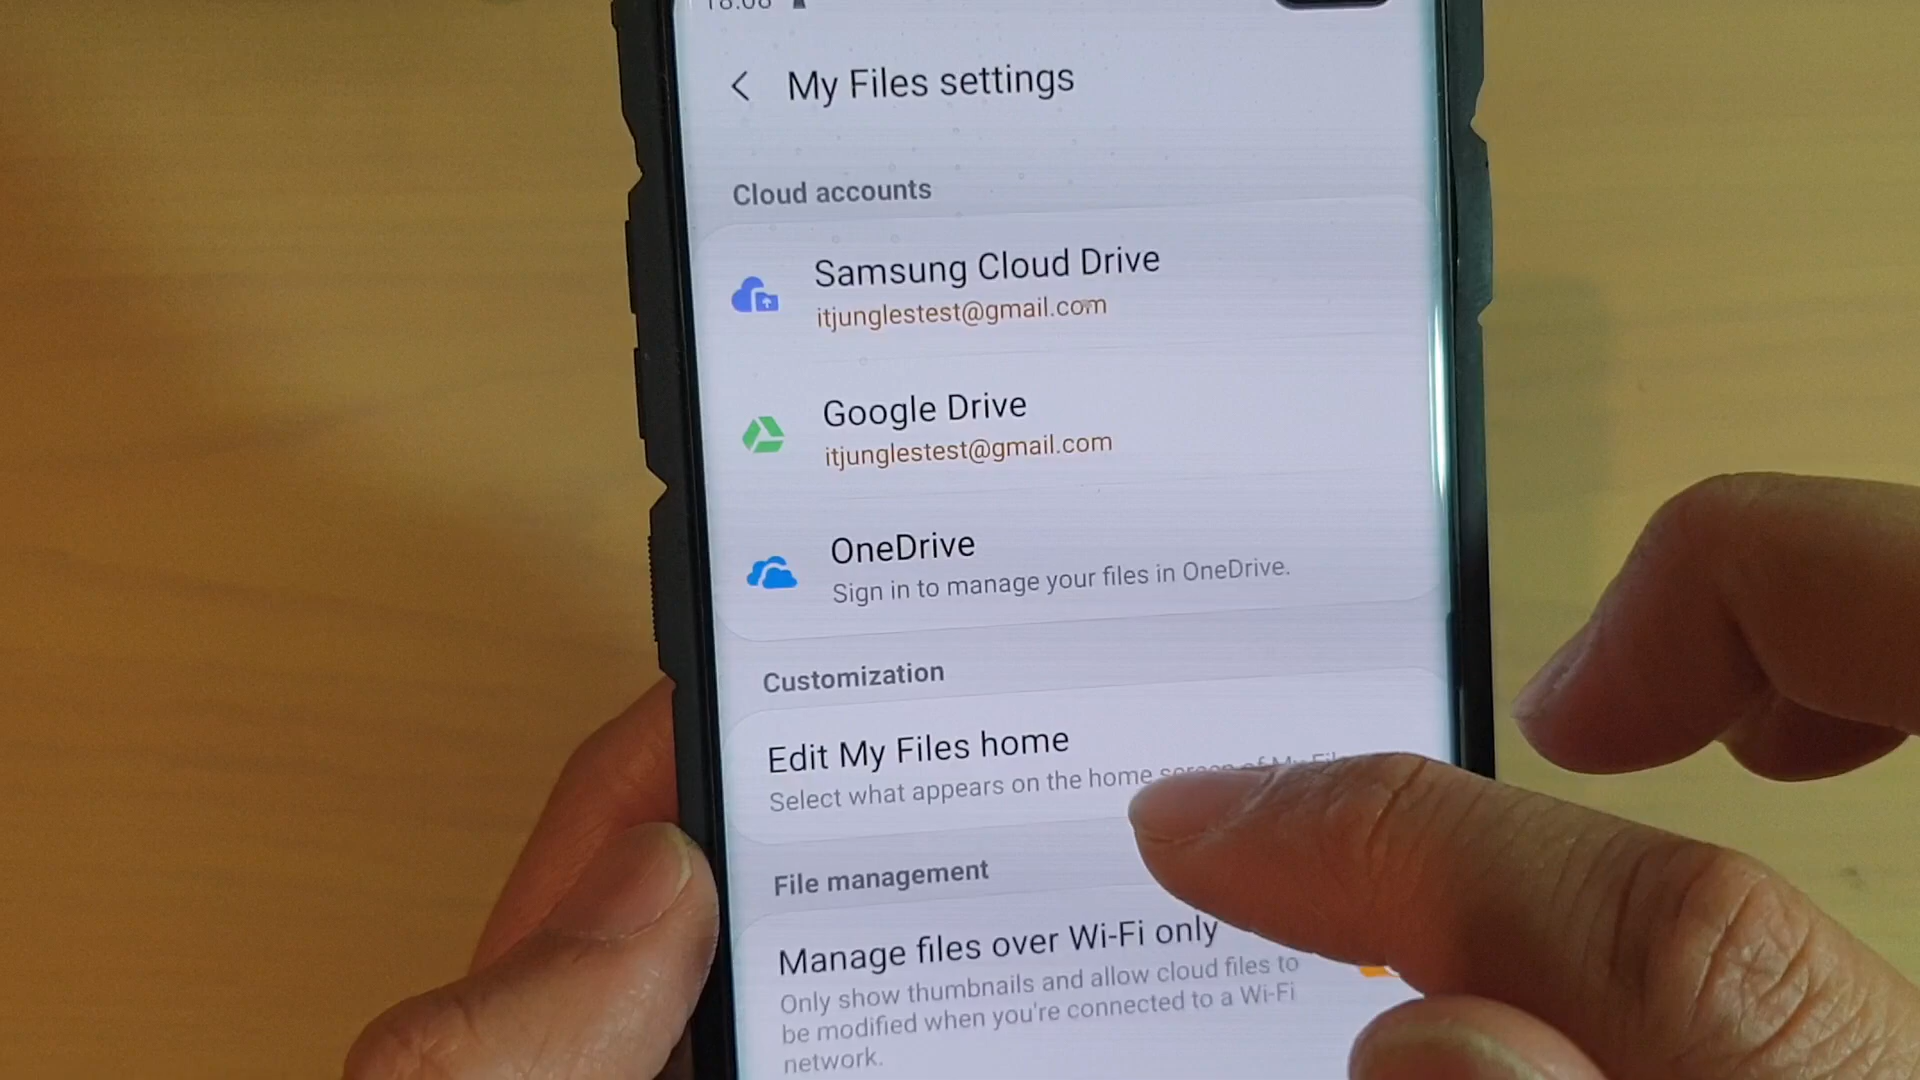 18:08
My Files settings
Cloud accounts
Samsung Cloud Drive
itjunglestest@gmail.com
Google Drive
itjunglestest@gmail.com
OneDrive
Sign in to manage your files in OneDrive.
Customization
Edit My Files home
Select what appears on the home screen of My
File management
Manage files over Wi-Fi only
Only show thumbnails and allow cloud files to
be modified when you're connected to a Wi-Fi
network.